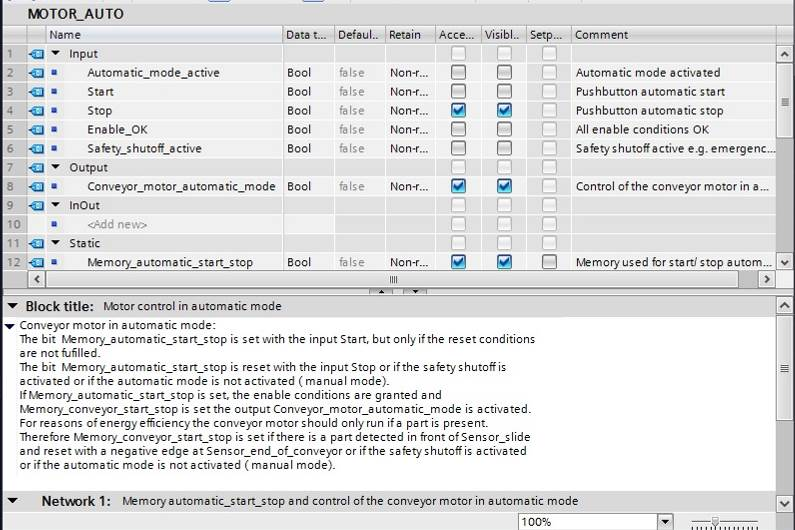 MOTOR_AUTO
Name Data t... Defaul.. Retain Acce... Visibl.. Setp... Comment
1 Input
2 Automatic_mode_active Bool false Non-r... Automatic mode activated
3 Start Bool false Non-r... Pushbutton automatic start
4 Stop Bool false Non-r... Pushbutton automatic stop
5 Enable_OK Bool false Non-r... All enable conditions OK
6 Safety_shutoff_active Bool false Non-r... Safety shutoff active e.g. emergenc...
7 Output
8 Conveyor_motor_automatic_mode Bool false Non-r... Control of the conveyor motor in a...
9 InOut
10 <Add new>
11 Static
12 Memory_automatic_start_stop Bool false Non-r... Memory used for start/ stop autom...
Block title: Motor control in automatic mode
Conveyor motor in automatic mode:
The bit Memory_automatic_start_stop is set with the input Start, but only if the reset conditions
are not fufilled.
The bit Memory_automatic_start_stop is reset with the input Stop or if the safety shutoff is
activated or if the automatic mode is not activated ( manual mode).
If Memory_automatic_start_stop is set, the enable conditions are granted and
Memory_conveyor_start_stop is set the output Conveyor_motor_automatic_mode is activated.
For reasons of energy efficiency the conveyor motor should only run if a part is present.
Therefore Memory_conveyor_start_stop is set if there is a part detected in front of Sensor_slide
and reset with a negative edge at Sensor_end_of_conveyor or if the safety shutoff is activated
or if the automatic mode is not activated ( manual mode).
Network 1: Memory automatic_start_stop and control of the conveyor motor in automatic mode
100%